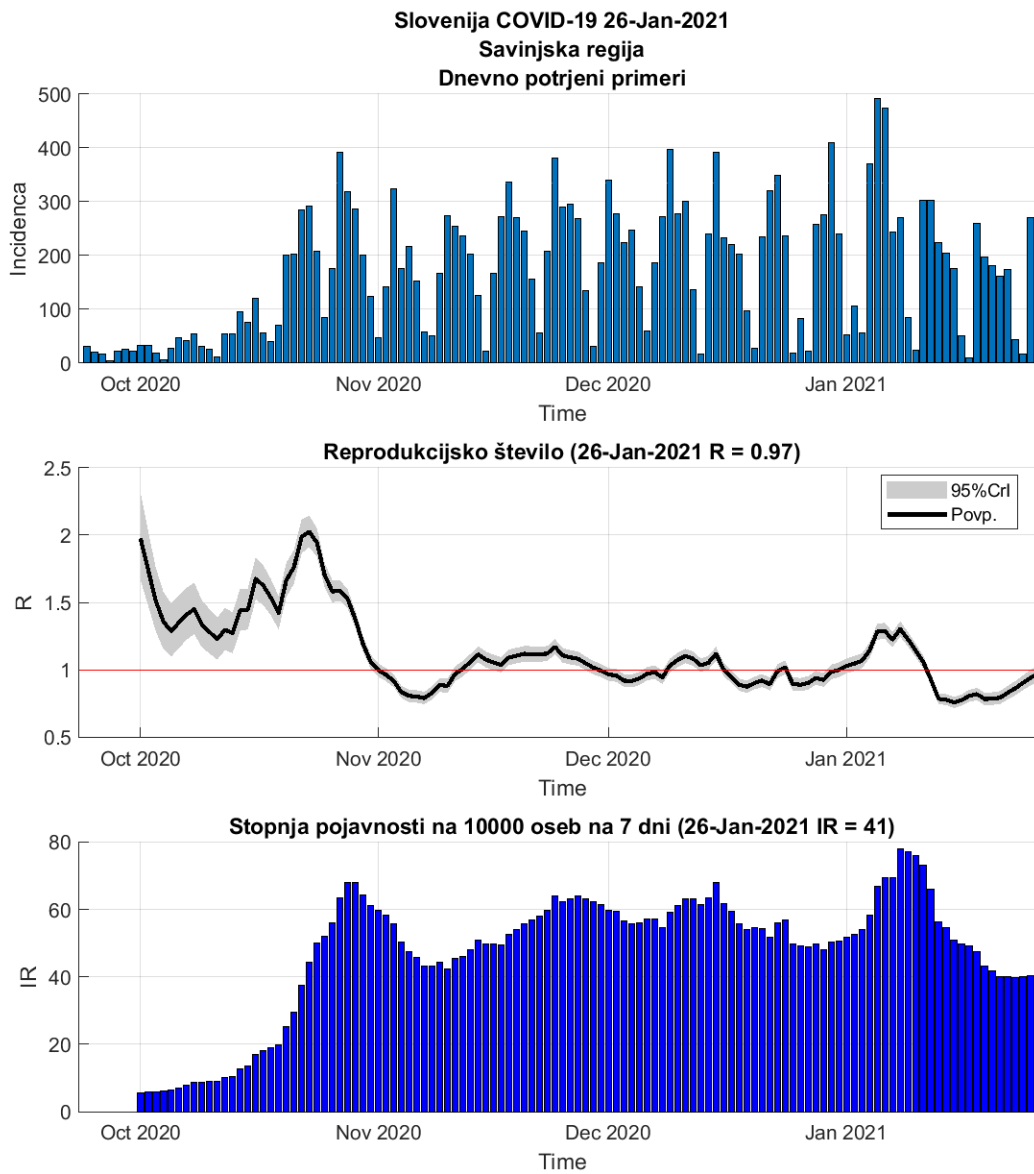 Slovenija COVID-19 26-Jan-2021
Savinjska regija
Dnevno potrjeni primeri
500
400
300
200
100
0
Incidenca
Oct 2020 Nov 2020 Dec 2020 Jan 2021
Time
Reprodukcijsko število (26-Jan-2021 R = 0.97)
2.5
2
1.5
1
0.5
R
95%CrI
Povp.
Oct 2020 Nov 2020 Dec 2020 Jan 2021
Time
Stopnja pojavnosti na 10000 oseb na 7 dni (26-Jan-2021 IR = 41)
80
60
40
20
0
IR
Oct 2020 Nov 2020 Dec 2020 Jan 2021
Time